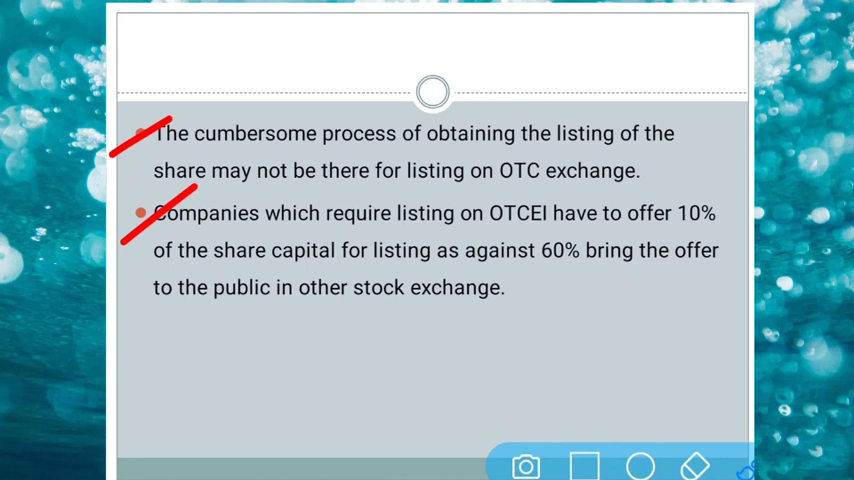 The cumbersome process of obtaining the listing of the
share may not be there for listing on OTC exchange.
Companies which require listing on OTCEI have to offer 10%
of the share capital for listing as against 60% bring the offer
to the public in other stock exchange.